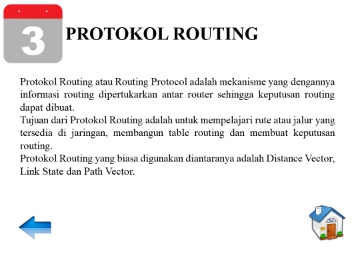 3
PROTOKOL ROUTING
Protokol Routing atau Routing Protocol adalah mekanisme yang dengannya
informasi routing dipertukarkan antar router sehingga keputusan routing
dapat dibuat.
Tujuan dari Protokol Routing adalah untuk mempelajari rute atau jalur yang
tersedia di jaringan, membangun table routing dan membuat keputusan
routing.
Protokol Routing yang biasa digunakan diantaranya adalah Distance Vector,
Link State dan Path Vector.